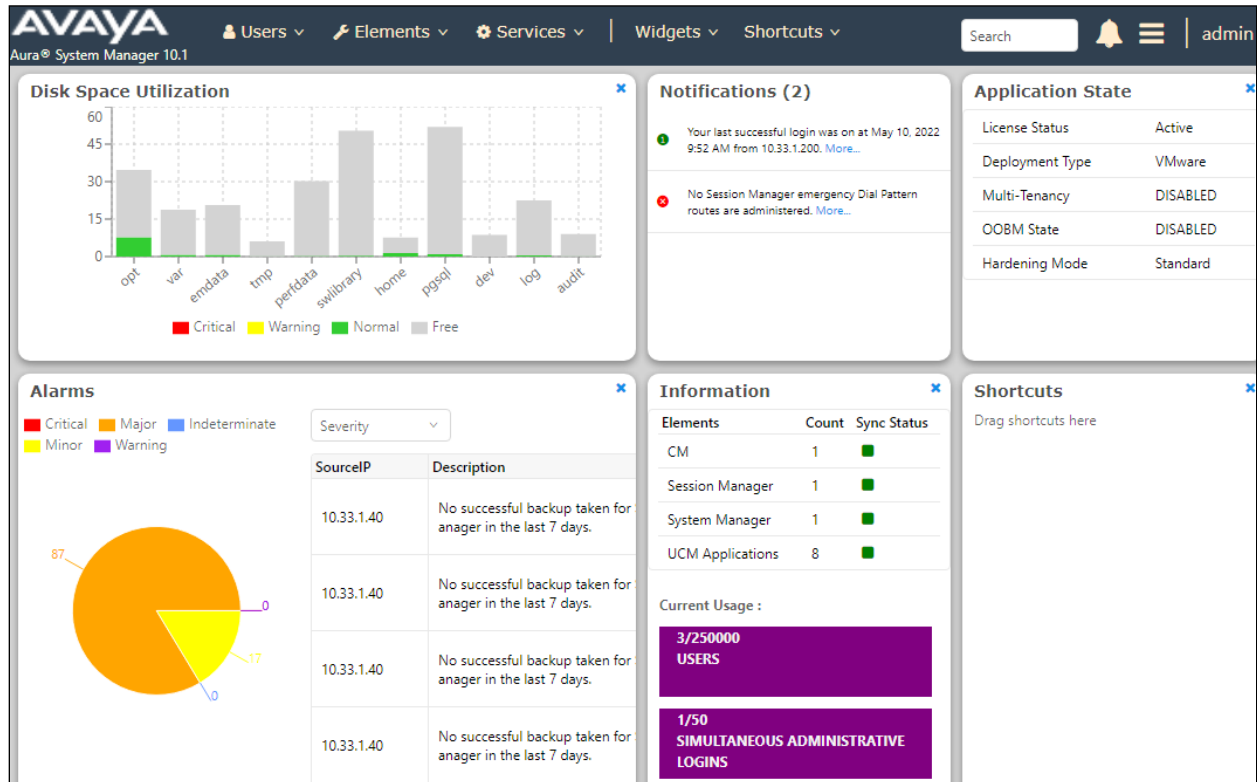 AVAYA
Aura® System Manager 10.1
Users
Elements
Services
Widgets
Shortcuts
Search
admin
Disk Space Utilization
60
45
30
15
0
opt
var
emdata
tmp
perfdata
swlibrary
home
pgsql
dev
log
audit
Critical
Warning
Normal
Free
Notifications (2)
1
Your last successful login was on at May 10, 2022
9:52 AM from 10.33.1.200. More...
No Session Manager emergency Dial Pattern
routes are administered. More...
Application State
License Status Active
Deployment Type VMware
Multi-Tenancy DISABLED
OOBM State DISABLED
Hardening Mode Standard
Alarms
Critical Major Indeterminate
Minor Warning
87
0
17
0
Severity
SourceIP Description
10.33.1.40
No successful backup taken for
anager in the last 7 days.
10.33.1.40
No successful backup taken for
anager in the last 7 days.
10.33.1.40
No successful backup taken for
anager in the last 7 days.
10.33.1.40
No successful backup taken for
anager in the last 7 days.
Information
Elements Count Sync Status
CM 1
Session Manager 1
System Manager 1
UCM Applications 8
Current Usage :
3/250000
USERS
1/50
SIMULTANEOUS ADMINISTRATIVE
LOGINS
Shortcuts
Drag shortcuts here